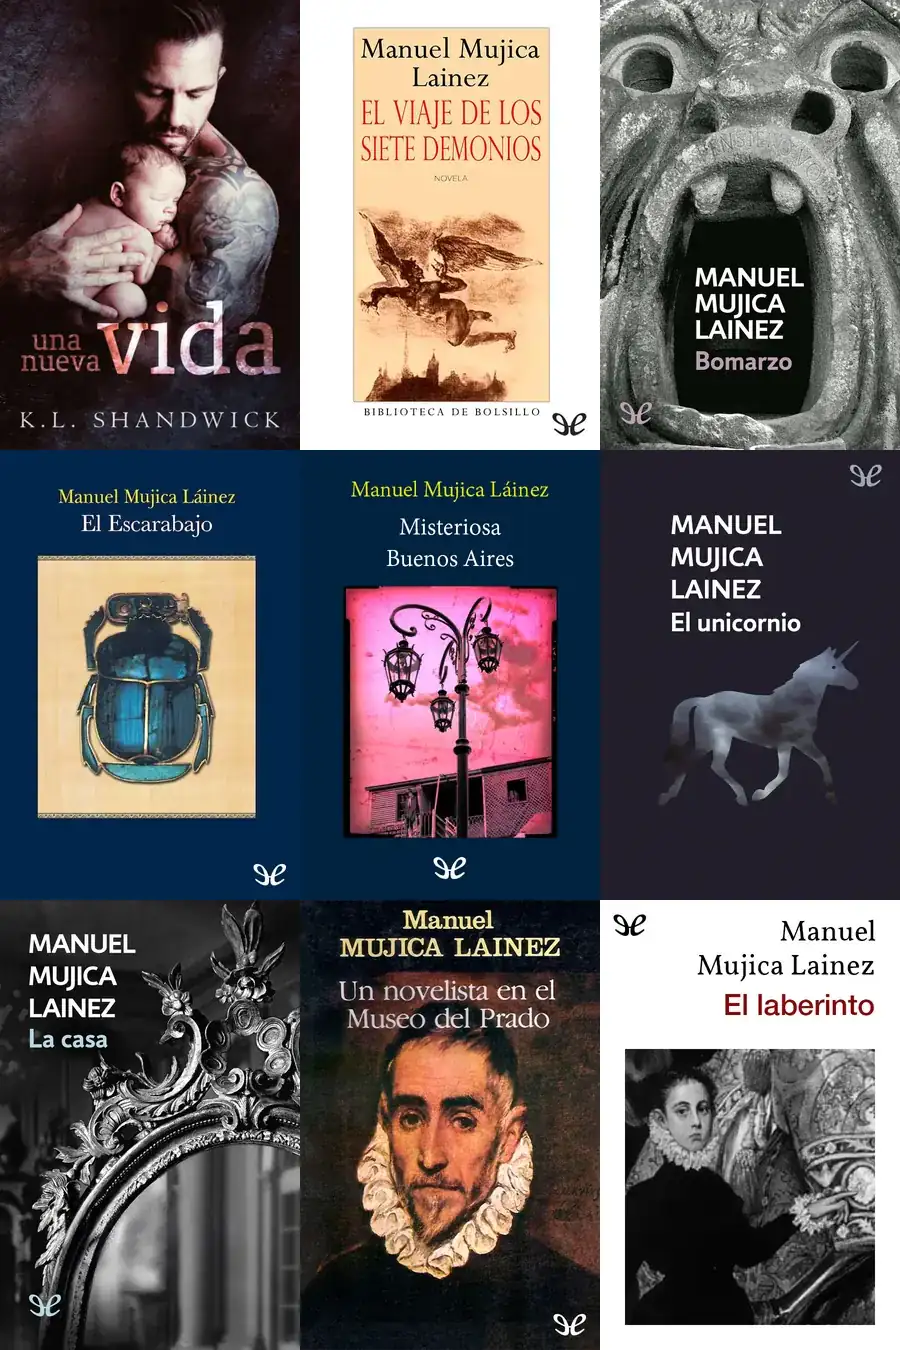 una
nueva vida
K.L. SHANDWICK
Manuel Mujica
Lainez
EL VIAJE DE LOS
SIETE DEMONIOS
NOVELA
BIBLIOTECA DE BOLSILLO
MANUEL
MUJICA
LAINEZ
Bomarzo
Manuel Mujica Láinez
El Escarabajo
Manuel Mujica Láinez
Misteriosa
Buenos Aires
MANUEL
MUJICA
LAINEZ
El unicornio
MANUEL
MUJICA
LAINEZ
La casa
Manuel
MUJICA LAINEZ
Un novelista en el
Museo del Prado
Manuel
Mujica Lainez
El laberinto